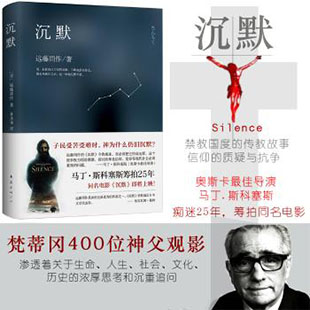 沉默
远藤周作/著
子民受苦受难时，神为什么仍旧沉默？
马丁·斯科塞斯筹拍25年
同名电影《沉默》即将上映！
SILENCE
沉默
Silence
禁教国度的传教故事
信仰的质疑与抗争
奥斯卡最佳导演
马丁·斯科塞斯
痴迷25年，筹拍同名电影
梵蒂冈400位神父观影
渗透着关于生命、人生、社会、文化、
历史的浓厚思考和沉重追问